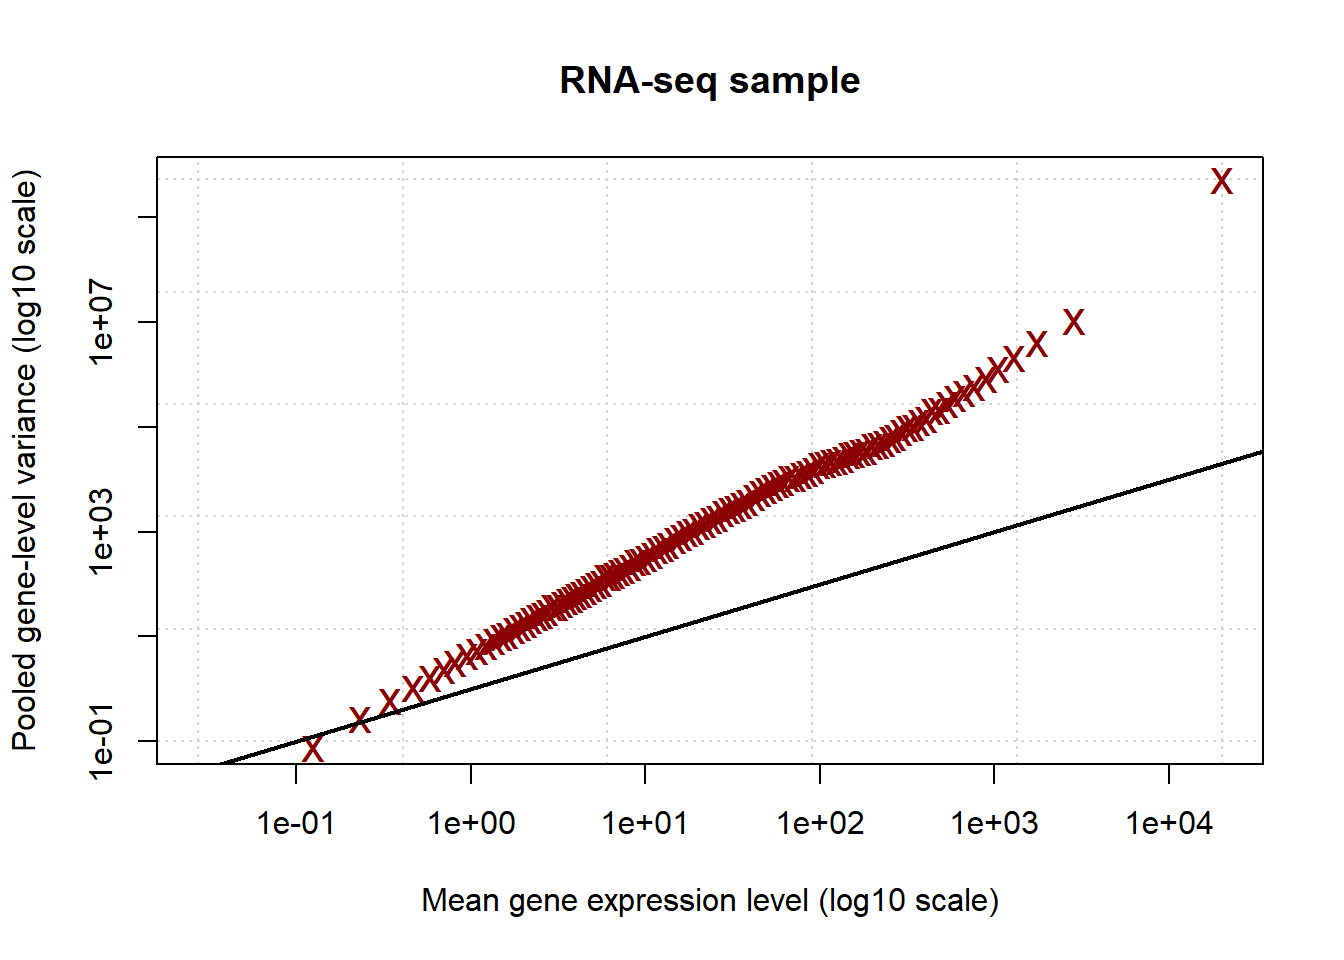 RNA-seq sample
Pooled gene-level variance (log10 scale)
1e+07
1e+03
1e-01
1e-01 1e+00 1e+01 1e+02 1e+03 1e+04
Mean gene expression level (log10 scale)